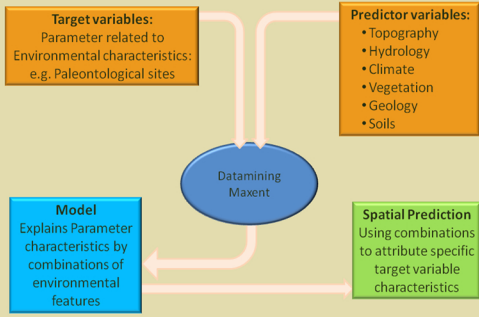 Target variables:
Parameter related to
Environmental characteristics:
e.g. Paleontological sites
Predictor variables:
• Topography
• Hydrology
• Climate
• Vegetation
• Geology
• Soils
Datamining
Maxent
Model
Explains Parameter
characteristics by
combinations of
environmental
features
Spatial Prediction
Using combinations
to attribute specific
target variable
characteristics